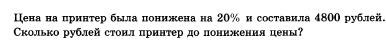 Цена на принтер была понижена на 20% и составила 4800 рублей.
Сколько рублей стоил принтер до понижения цены?